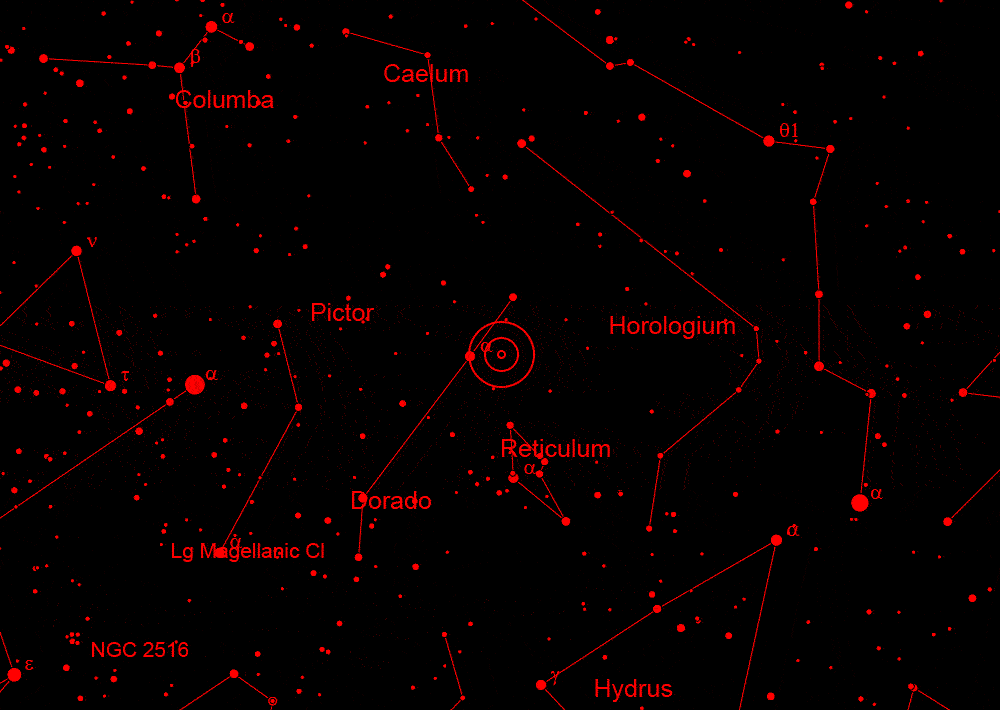 α
β
Columba
Caelum
θ1
ν
Pictor
Horologium
α
τ
α
Reticulum
α
Dorado
α
α
α
Lg Magellanic Cl
NGC 2516
ε
γ
Hydrus